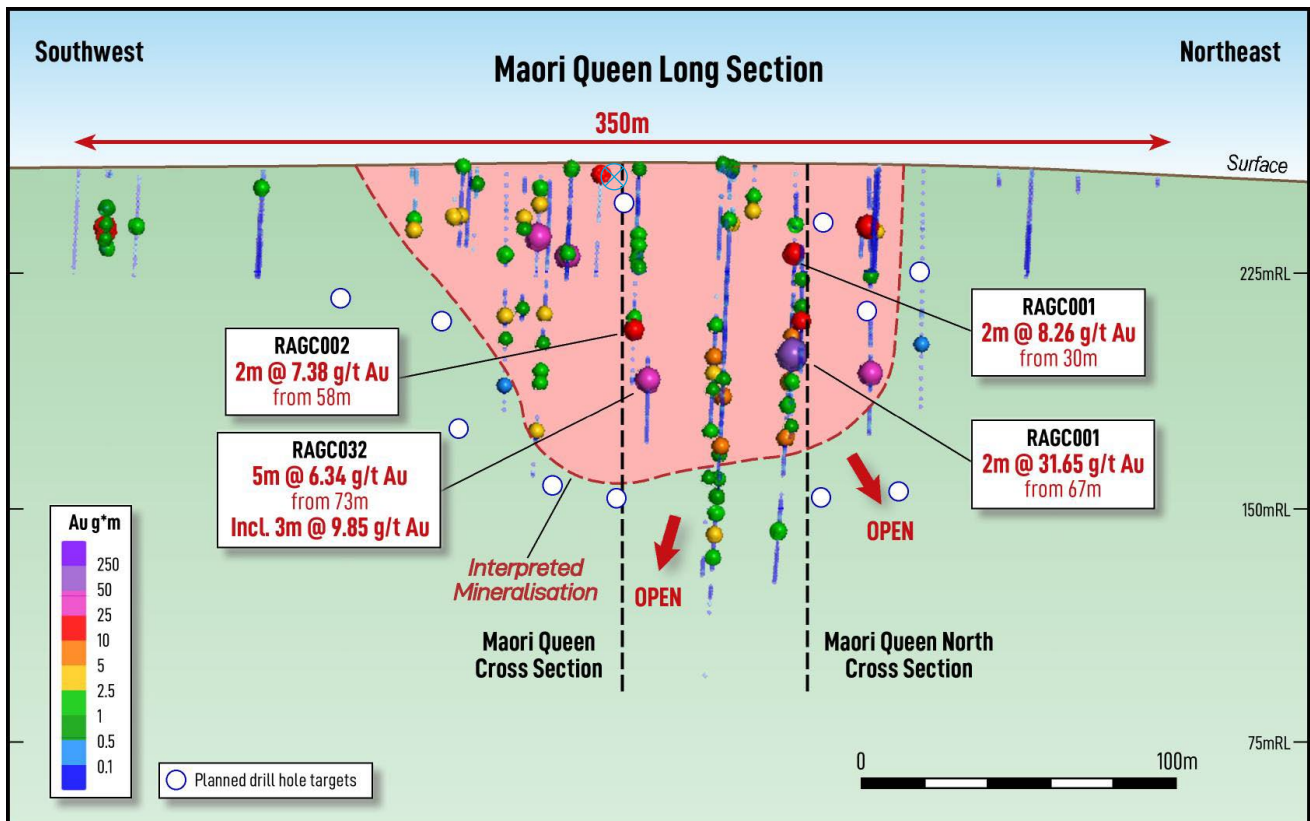 Southwest
Maori Queen Long Section
Northeast
350m
Surface
225mRL
RAGC001
2m @ 8.26 g/t Au
from 30m
RAGC002
2m @ 7.38 g/t Au
from 58m
RAGC032
5m @ 6.34 g/t Au
from 73m
Incl. 3m @ 9.85 g/t Au
RAGC001
2m @ 31.65 g/t Au
from 67m
150mRL
Au g*m
250
50
25
10
5
2.5
1
0.5
0.1
Interpreted
Mineralisation
OPEN
OPEN
Maori Queen
Cross Section
Maori Queen North
Cross Section
75mRL
Planned drill hole targets
0
100m